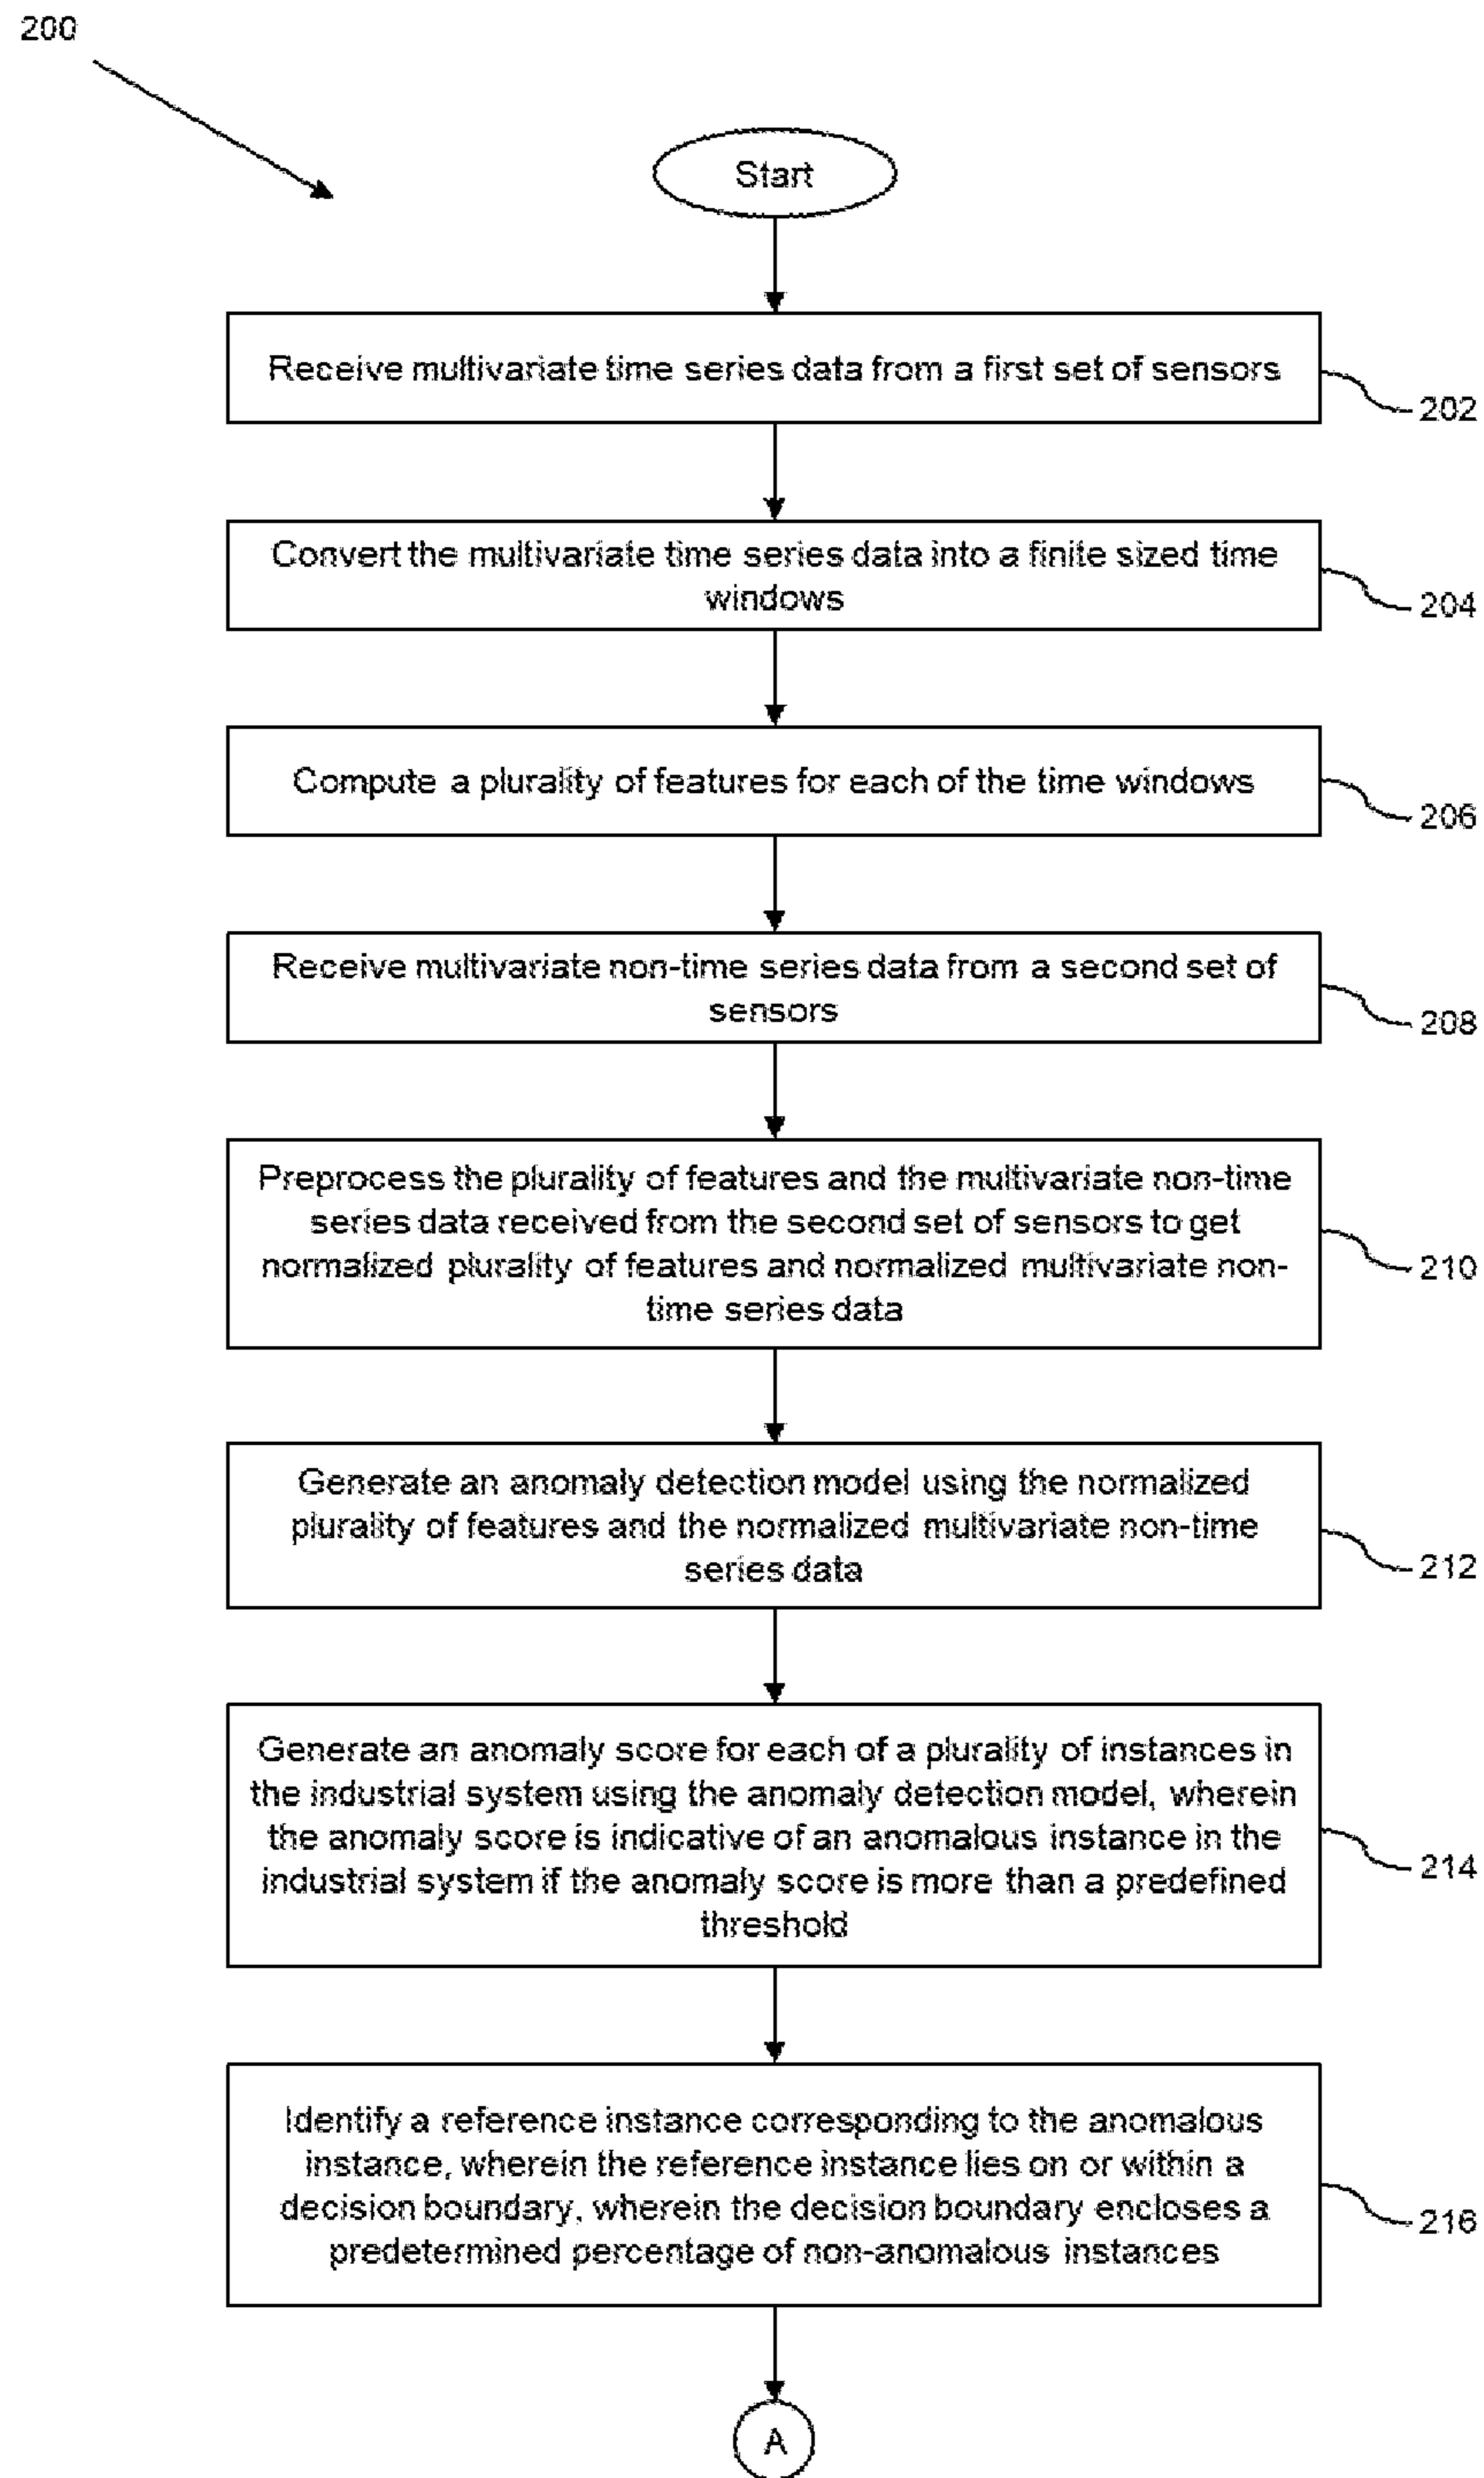 200
Start
Receive multivariate time series data from a first set of sensors
202
Convert the multivariate time series data into a finite sized time
windows
204
Compute a plurality of features for each of the time windows
206
Receive multivariate non-time series data from a second set of
sensors
208
Preprocess the plurality of features and the multivariate non-time
series data received from the second set of sensors to get
normalized plurality of features and normalized multivariate non-
time series data
210
Generate an anomaly detection model using the normalized
plurality of features and the normalized multivariate non-time
series data
212
Generate an anomaly score for each of a plurality of instances in
the industrial system using the anomaly detection model, wherein
the anomaly score is indicative of an anomalous instance in the
industrial system if the anomaly score is more than a predefined
threshold
214
Identify a reference instance corresponding to the anomalous
instance, wherein the reference instance lies on or within a
decision boundary, wherein the decision boundary encloses a
predetermined percentage of non-anomalous instances
216
A